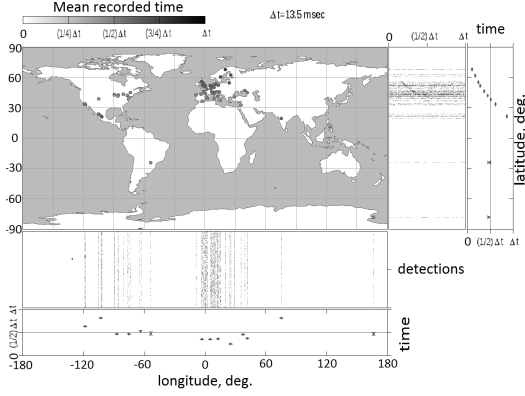 Mean recorded time
Δt=13.5 msec
0 (1/4)Δt (1/2)Δt (3/4)Δt Δt
0 (1/2)Δt Δt
time
90
60
30
0
-30
-60
-90
latitude, deg.
0 (1/2)Δt Δt
detections
0 (1/2)Δt Δt
time
-180 -120 -60 0 60 120 180
longitude, deg.